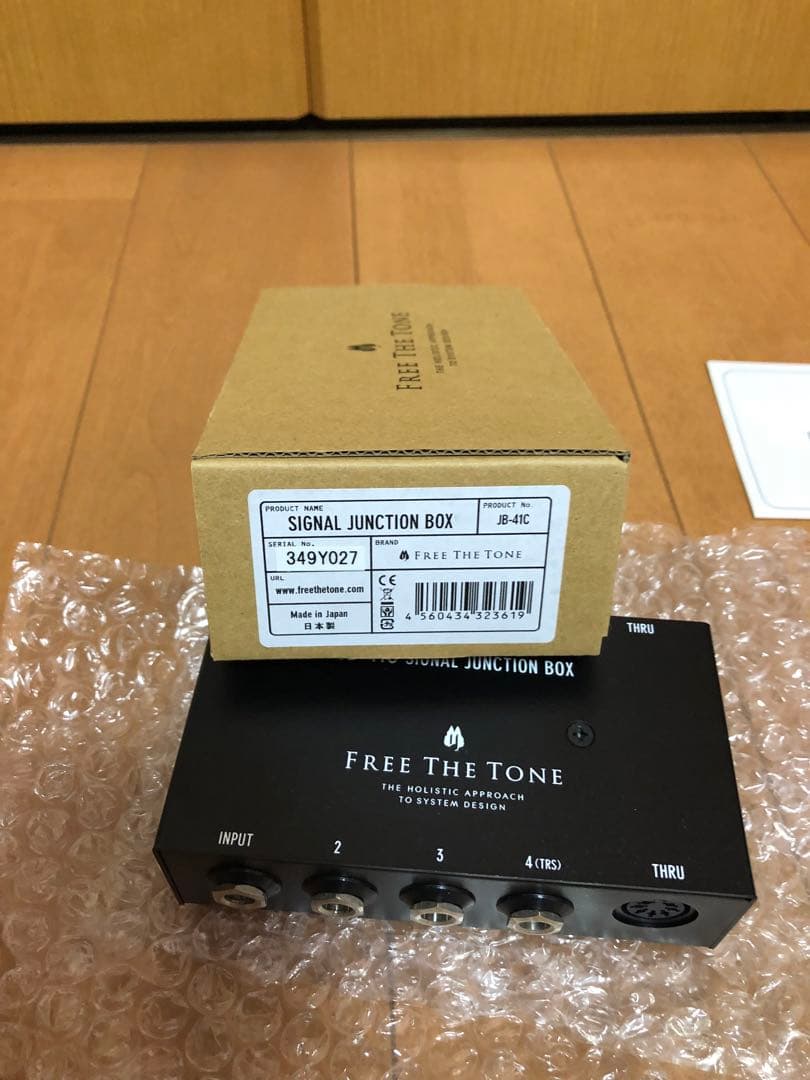 FREE THE TONE
THE HOLISTIC APPROACH
TO SYSTEM DESIGN
PRODUCT NAME
SIGNAL JUNCTION BOX
PRODUCT No.
JB-41C
SERIAL No.
349Y027
BRAND
FREE THE TONE
URL
www.freethetone.com
Made in Japan
日本製
CE
4 560434 323619
THRU
SIGNAL JUNCTION BOX
FREE THE TONE
THE HOLISTIC APPROACH
TO SYSTEM DESIGN
INPUT
2
3
4(TRS)
THRU